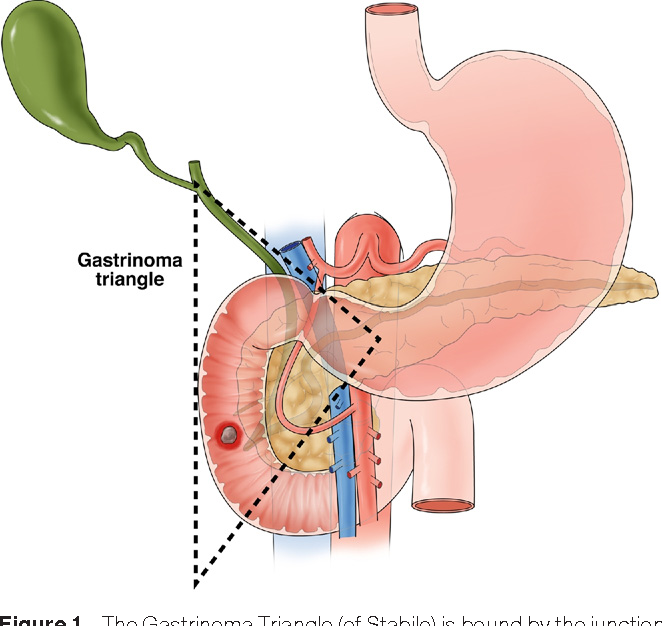 Gastrinoma
triangle
Figure 1. The Gastrinoma Triangle (of Stabile) is bound by the junction